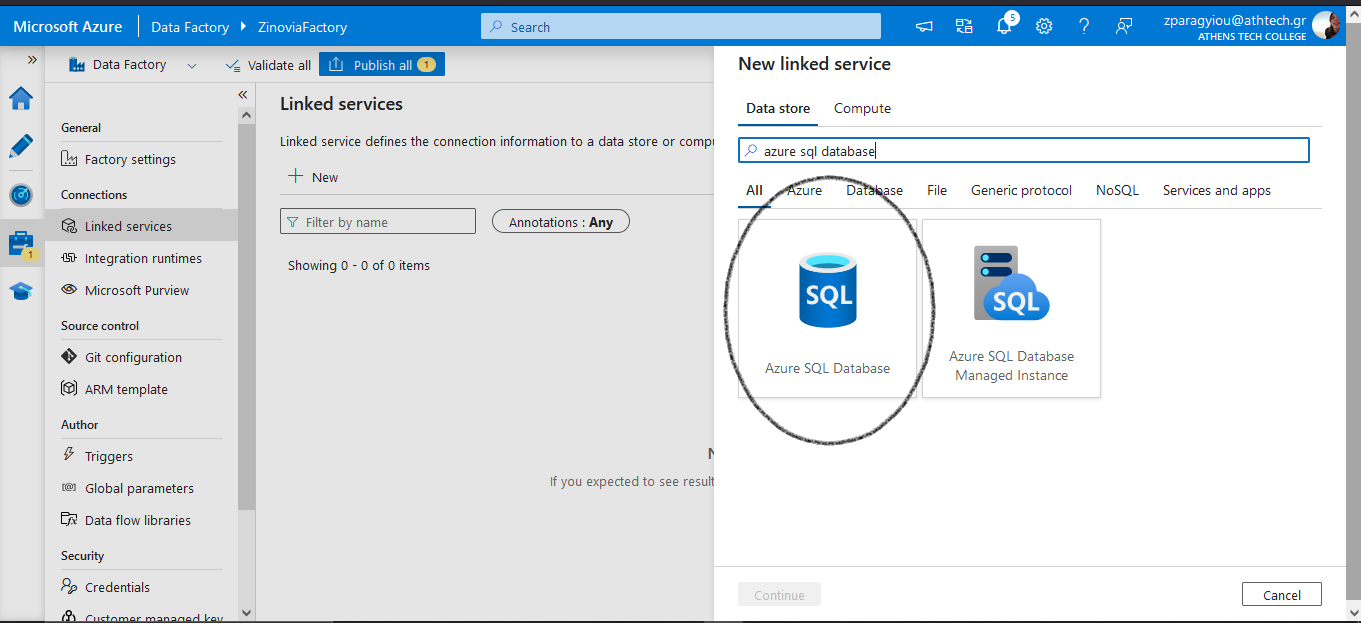 Microsoft Azure
Data Factory
ZinoviaFactory
Search
5
zparagyiou@athtech.gr
ATHENS TECH COLLEGE
»
Data Factory
Validate all
Publish all 1
«
General
Factory settings
Connections
Linked services
Integration runtimes
Microsoft Purview
Source control
Git configuration
ARM template
Author
Triggers
Global parameters
Data flow libraries
Security
Credentials
Customer managed key
1
Linked services
Linked service defines the connection information to a data store or compu
New
Filter by name
Annotations : Any
Showing 0 - 0 of 0 items
N
If you expected to see result
New linked service
Data store
Compute
azure sql database
All
Azure
Database
File
Generic protocol
NoSQL
Services and apps
SQL
Azure SQL Database
SQL
Azure SQL Database
Managed Instance
Continue
Cancel